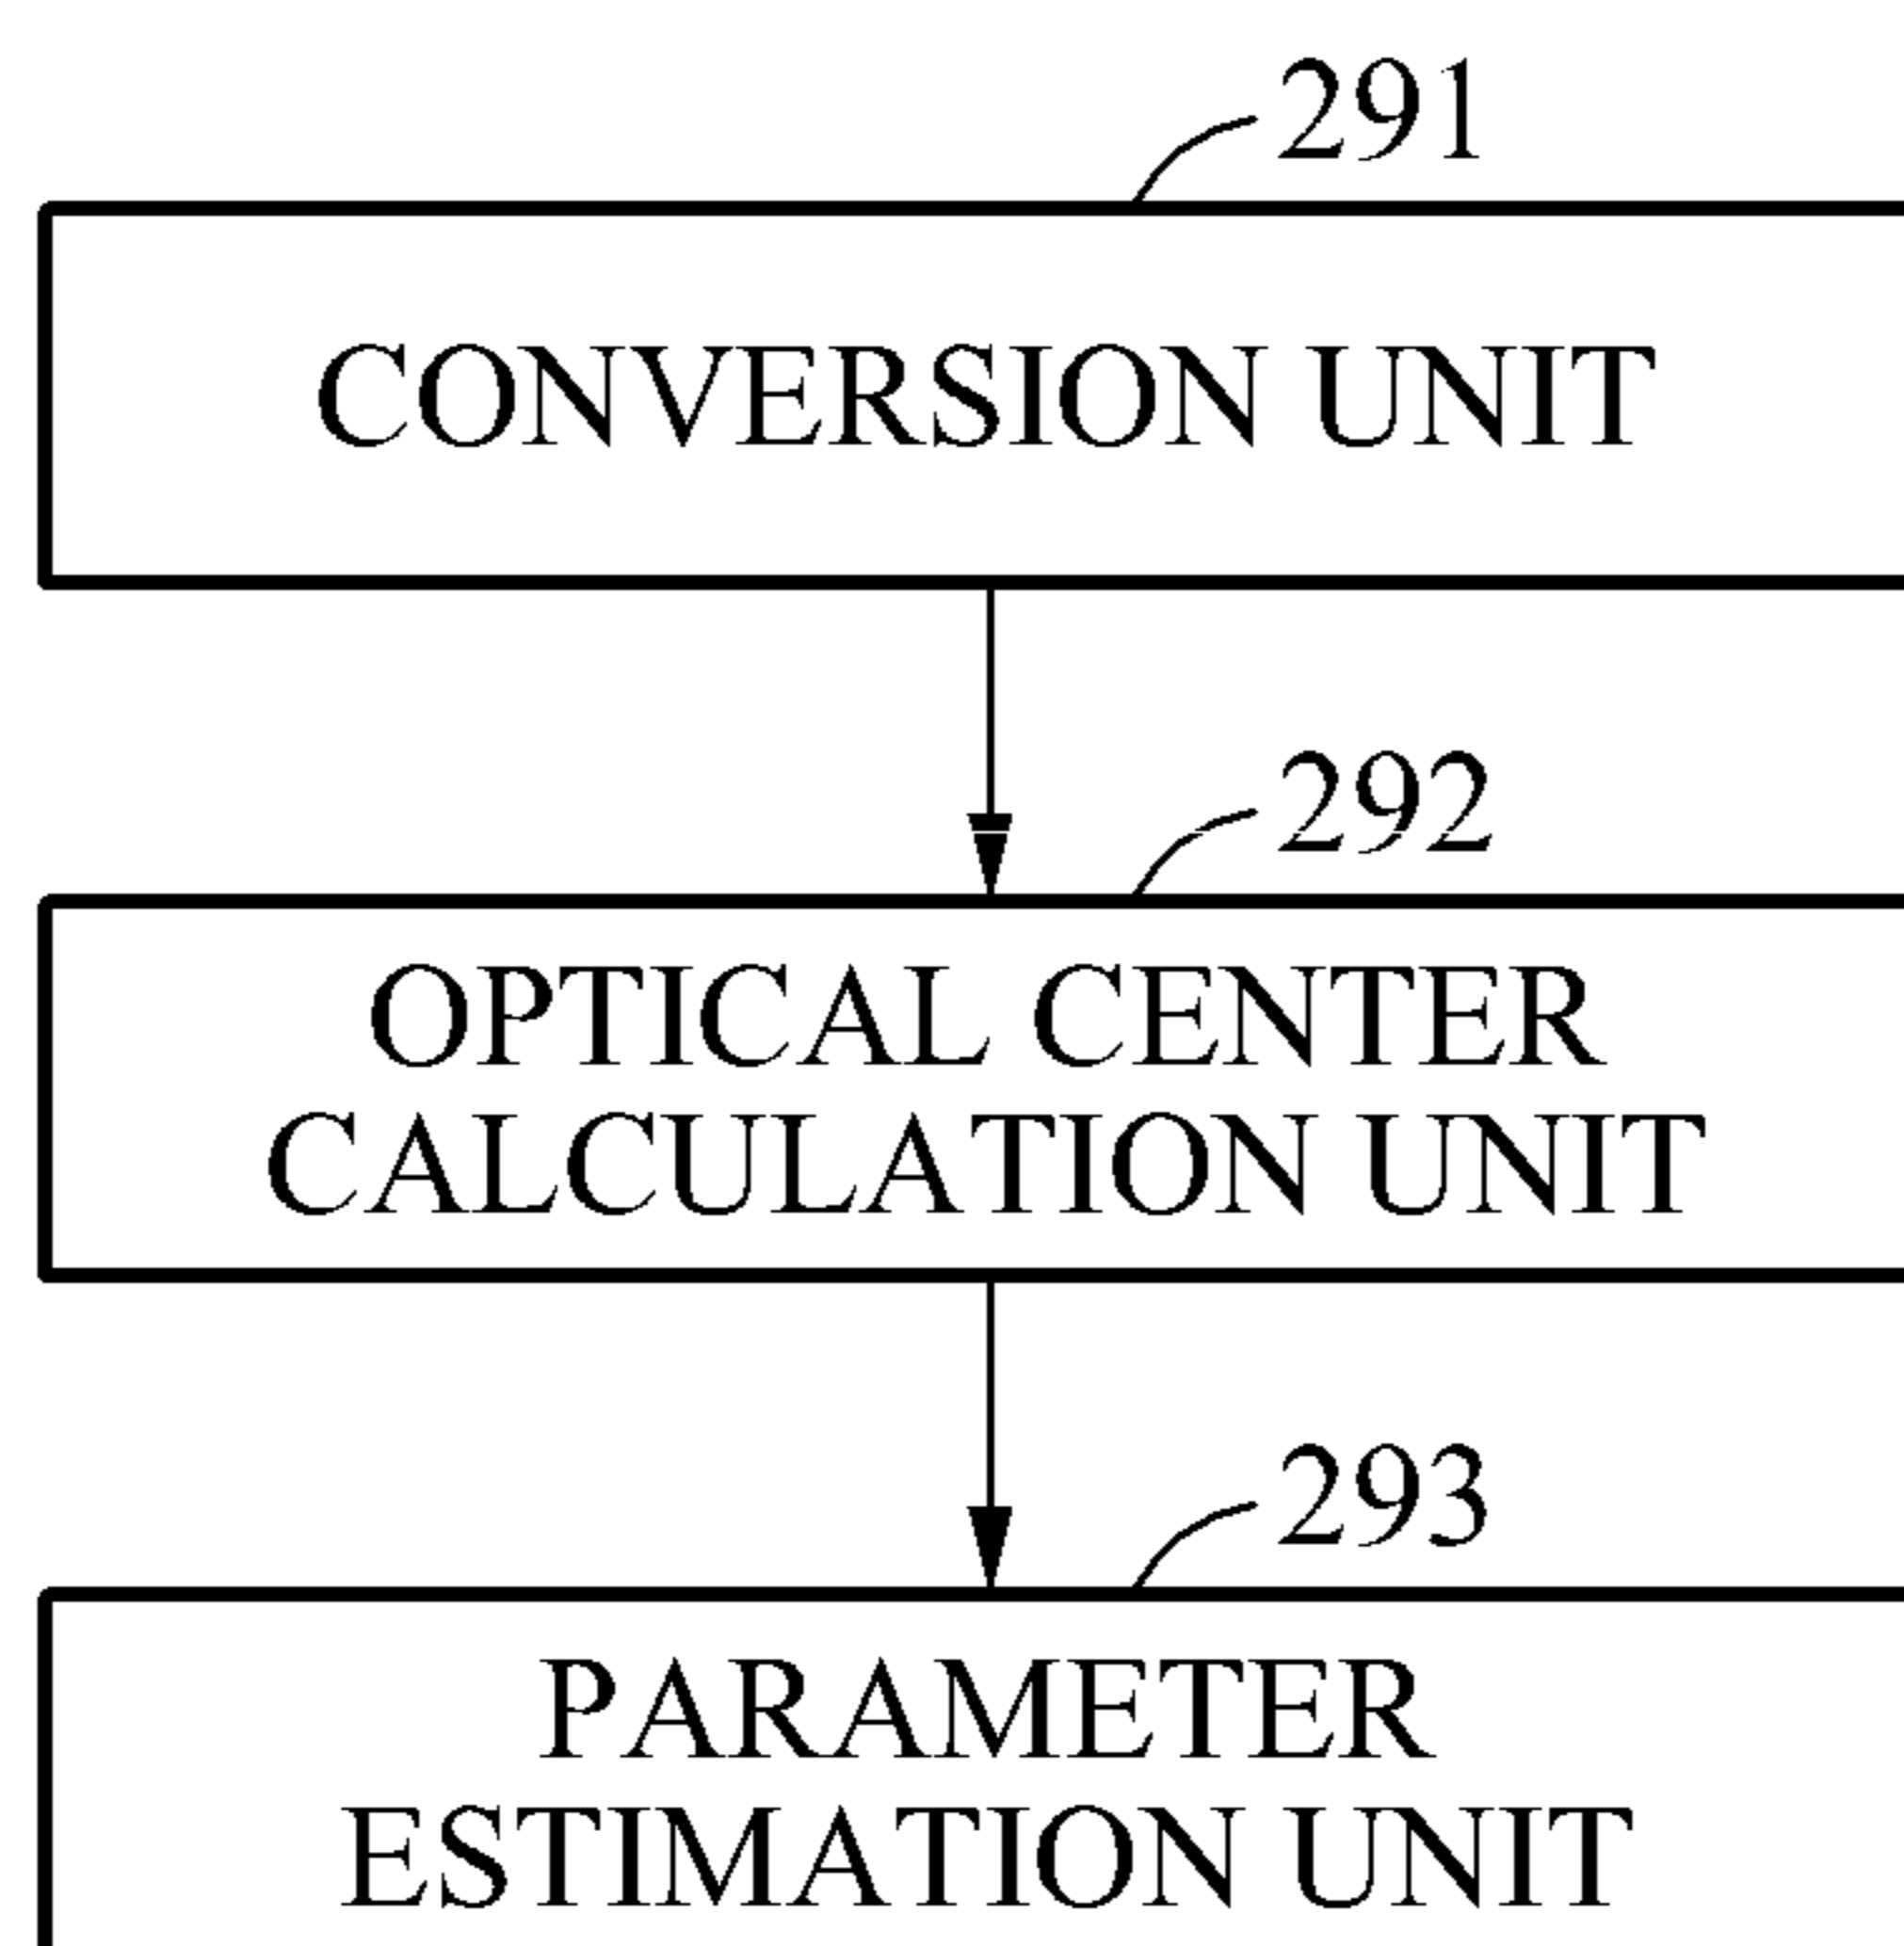 291
CONVERSION UNIT
292
OPTICAL CENTER
CALCULATION UNIT
293
PARAMETER
ESTIMATION UNIT